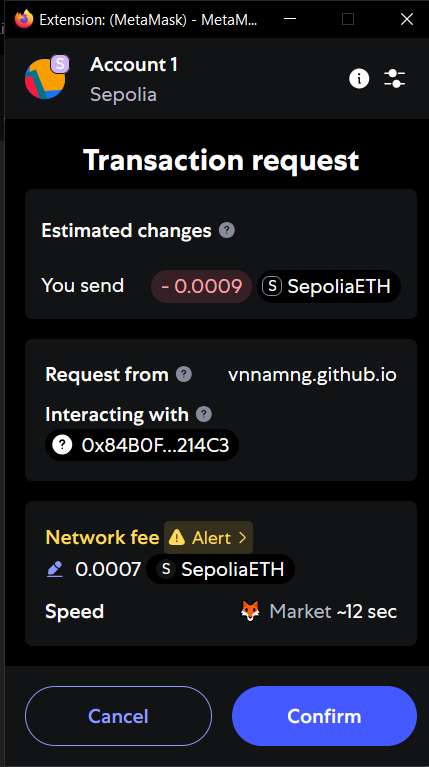 Extension: (MetaMask) - MetaM...
S
Account 1
Sepolia
Transaction request
Estimated changes ?
You send - 0.0009 S SepoliaETH
Request from ? vnnamng.github.io
Interacting with ?
? 0x84B0F...214C3
Network fee Alert >
0.0007 S SepoliaETH
Speed Market ~12 sec
Cancel Confirm